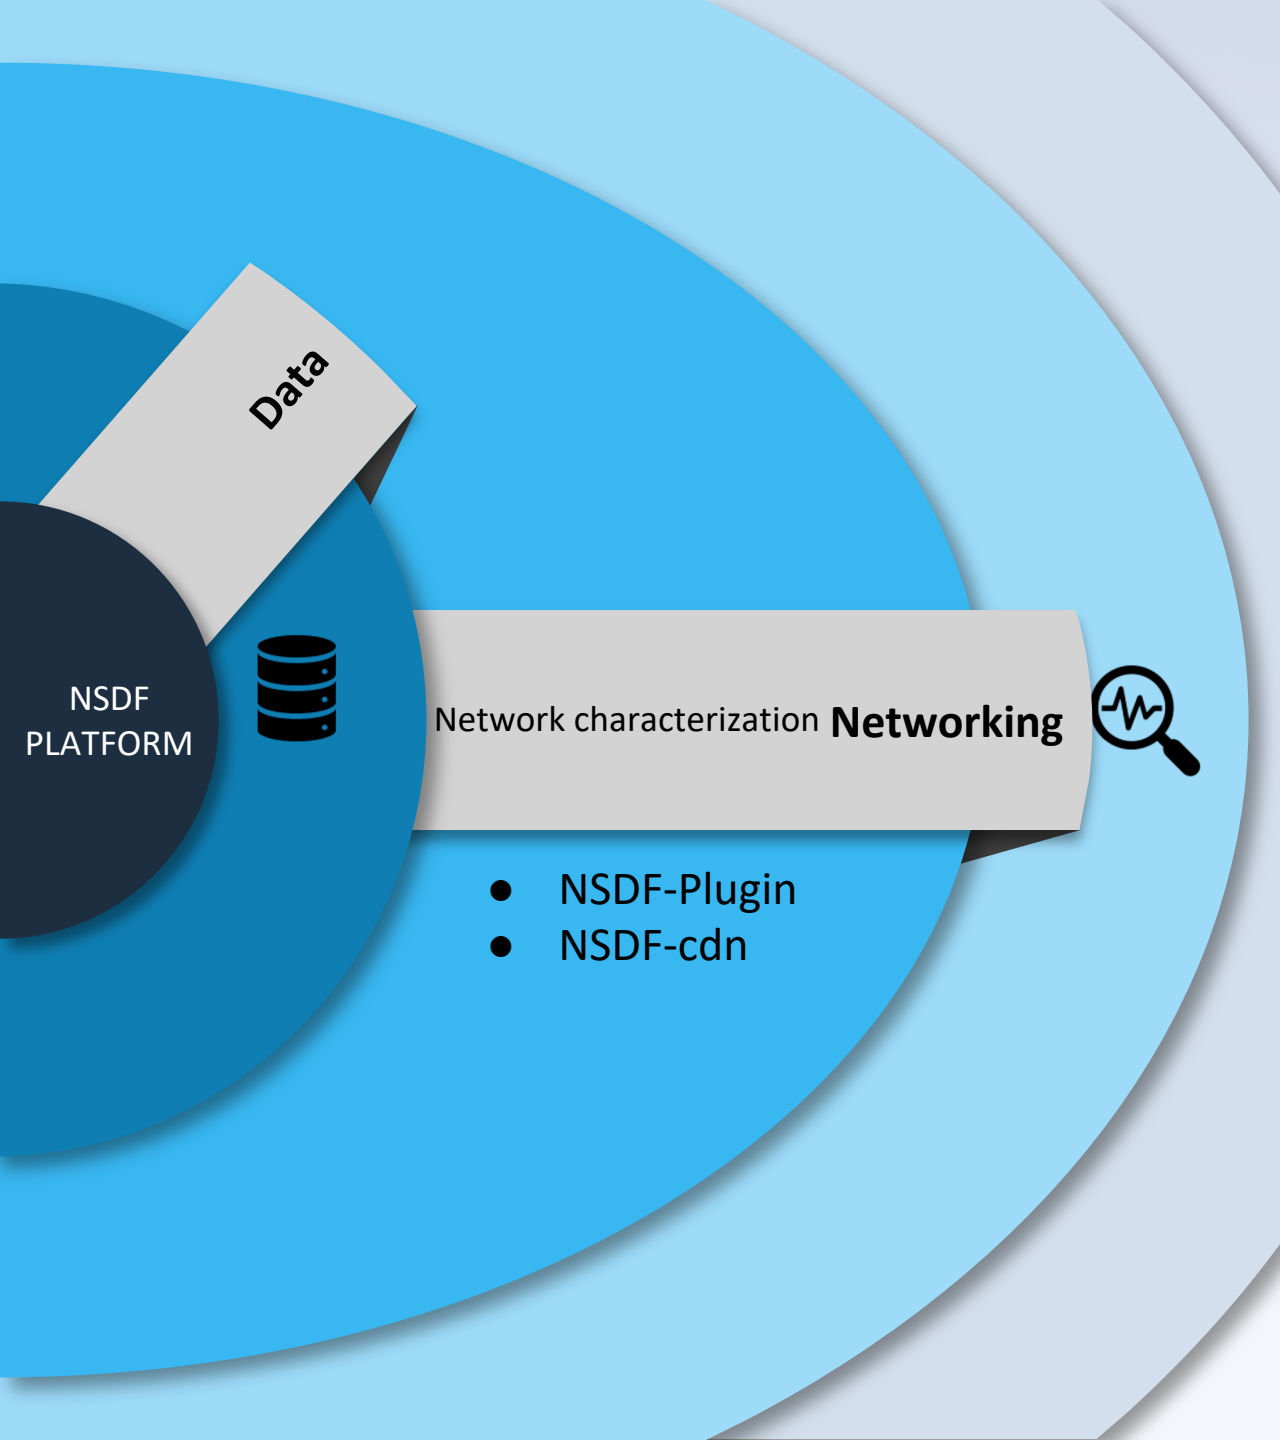 Data
NSDF
PLATFORM
Network characterization Networking
● NSDF-Plugin
● NSDF-cdn